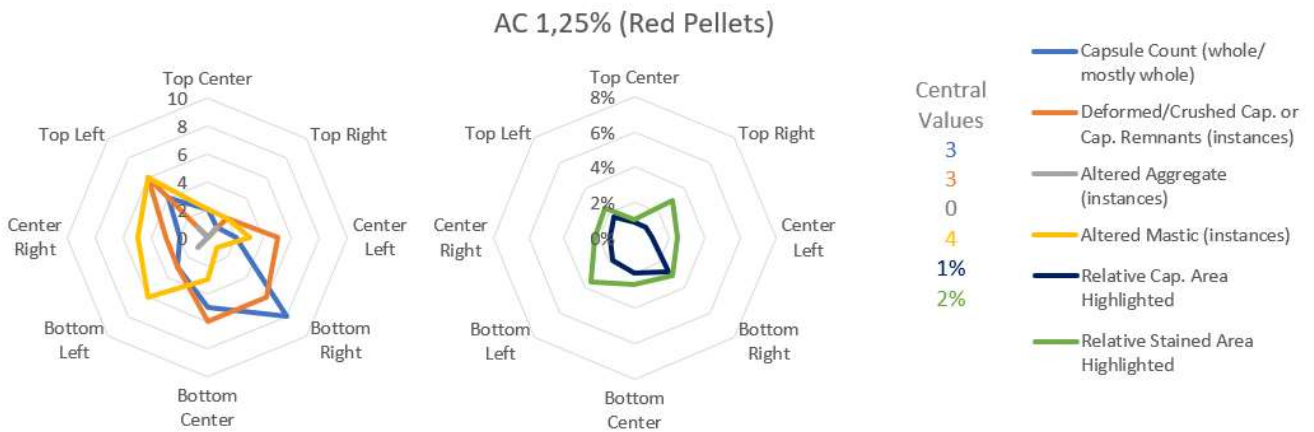 AC 1,25% (Red Pellets)
Top Center
10
8
6
4
2
0
Top Left
Top Right
Center
Right
Center
Left
Bottom
Left
Bottom
Right
Bottom
Center
Top Center
8%
6%
4%
2%
0%
Top Left
Top Right
Center
Right
Center
Left
Bottom
Left
Bottom
Right
Bottom
Center
Central
Values
3
3
0
4
1%
2%
Capsule Count (whole/
mostly whole)
Deformed/Crushed Cap. or
Cap. Remnants (instances)
Altered Aggregate
(instances)
Altered Mastic (instances)
Relative Cap. Area
Highlighted
Relative Stained Area
Highlighted